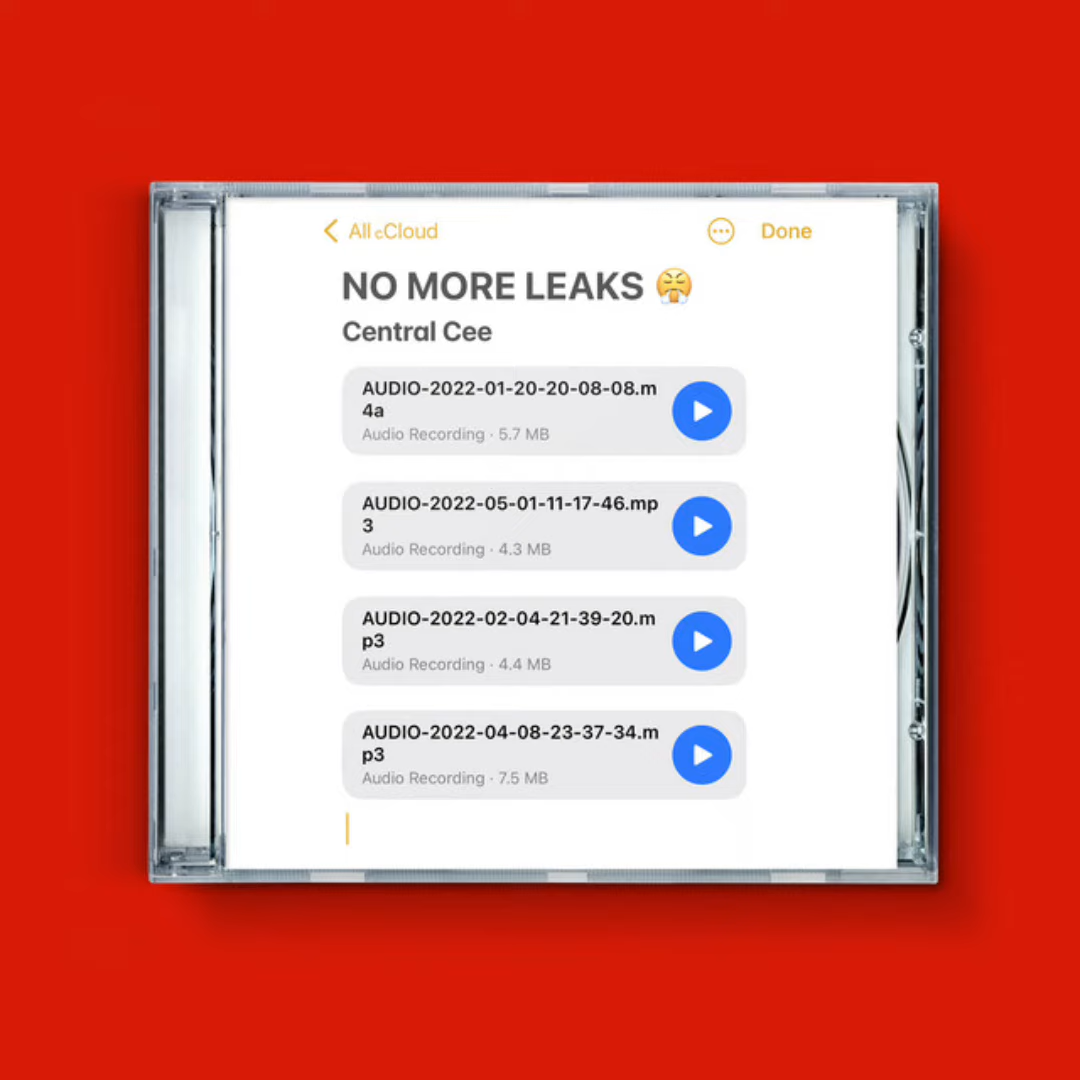 All cCloud
Done
NO MORE LEAKS 😤
Central Cee
AUDIO-2022-01-20-20-08-08.m
4a
Audio Recording · 5.7 MB
AUDIO-2022-05-01-11-17-46.mp
3
Audio Recording · 4.3 MB
AUDIO-2022-02-04-21-39-20.m
p3
Audio Recording · 4.4 MB
AUDIO-2022-04-08-23-37-34.m
p3
Audio Recording · 7.5 MB